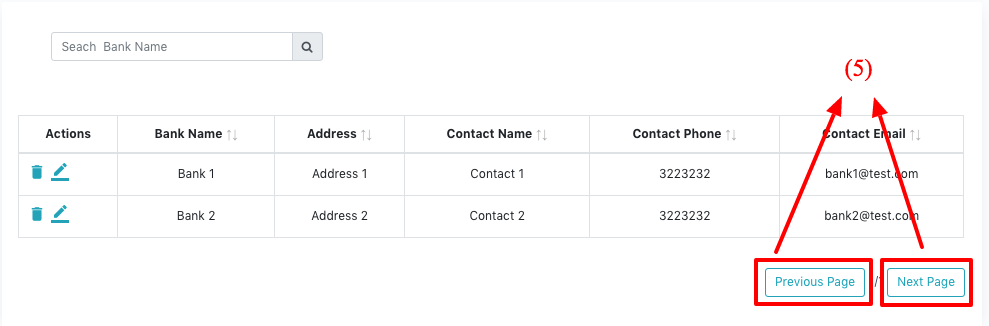 Seach  Bank Name
(5)
Actions Bank Name Address Contact Name Contact Phone Contact Email
Bank 1 Address 1 Contact 1 3223232 bank1@test.com
Bank 2 Address 2 Contact 2 3223232 bank2@test.com
Previous Page Next Page